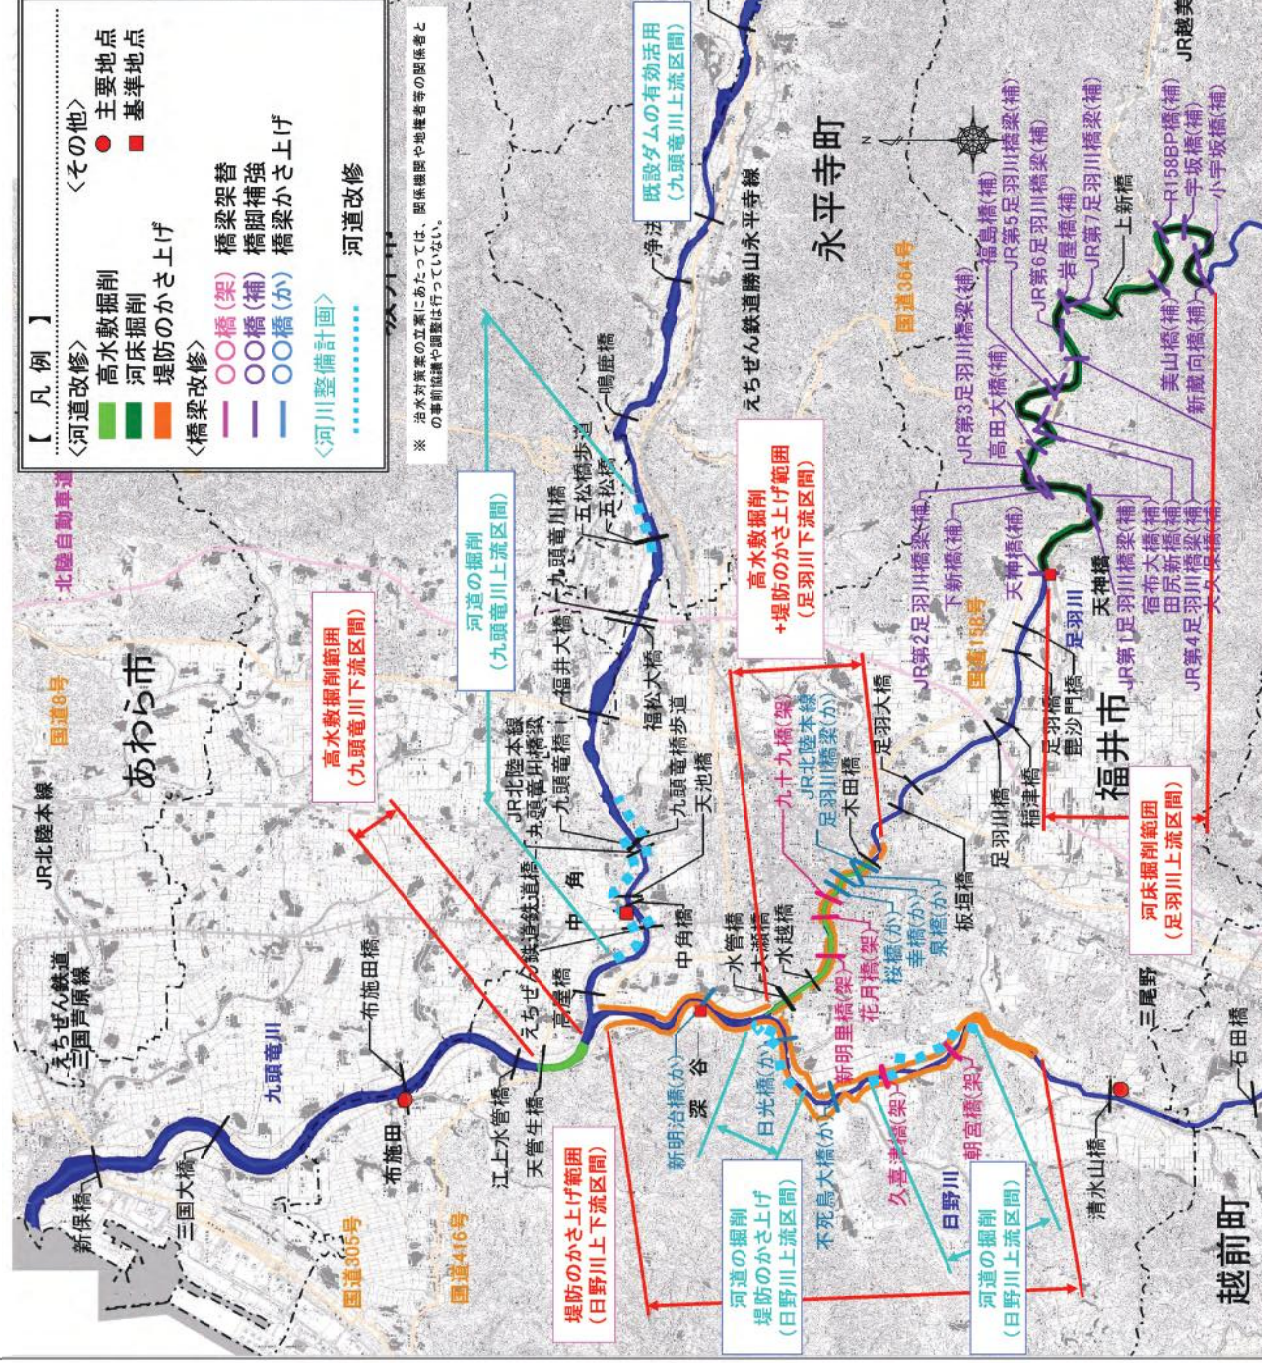 【 凡 例 】
<河道改修>
高水敷掘削
河床掘削
堤防のかさ上げ
<その他>
主要地点
基準地点
<橋梁改修>
〇〇橋(架) 橋梁架替
〇〇橋(補) 橋脚補強
〇〇橋(か) 橋梁かさ上げ
<河川整備計画>
河道改修
※ 治水対策案の立案にあたっては、関係機関や地権者等の関係者と
の事前協議や調整は行っていない。
北陸自動車道
国道8号
あわら市
JR北陸本線
えちぜん鉄道
三国芦原線
九頭竜川
新保橋
三国大橋
布施田橋
布施田
国道305号
国道416号
江上水管橋
天管生橋
高屋橋
えちぜん鉄道鉄道橋
中 角
中角橋
JR北陸本線
九頭竜川橋梁
九頭竜橋
九頭竜橋歩道
天池橋
福井大橋
福松大橋
九頭竜川橋
五松橋歩道
五松橋
鳴鹿橋
浄法
えちぜん鉄道勝山永平寺線
永平寺町
国道364号
N
JR越美
高水敷掘削範囲
(九頭竜川下流区間)
河道の掘削
(九頭竜川上流区間)
既設ダムの有効活用
(九頭竜川上流区間)
高水敷掘削
+堤防のかさ上げ範囲
(足羽川下流区間)
河床掘削範囲
(足羽川上流区間)
堤防のかさ上げ範囲
(日野川上下流区間)
河道の掘削
堤防のかさ上げ
(日野川上流区間)
河道の掘削
(日野川上流区間)
水管橋
大瀬橋
水越橋
新明治橋(か)
深 谷
日光橋(か)
不死鳥大橋(か)
久喜津橋(架)
朝宮橋(架)
日野川
清水山橋
三尾野
石田橋
越前町
新明里橋(架)
花月橋(架)
桜橋(か)
幸橋(か)
泉橋(か)
九十九橋(架)
JR北陸本線
足羽川橋梁(か)
木田橋
足羽大橋
板垣橋
足羽川橋
稲津橋
足羽橋
毘沙門橋
足羽川
福井市
国道158号
天神橋
天神橋(補)
下新橋(補)
JR第2足羽川橋梁(補)
JR第1足羽川橋梁(補)
宿布大橋(補)
田尻新橋(補)
JR第4足羽川橋梁(補)
大久保橋(補)
JR第3足羽川橋梁(補)
高田大橋(補)
福島橋(補)
JR第5足羽川橋梁(補)
JR第6足羽川橋梁(補)
岩屋橋(補)
JR第7足羽川橋梁(補)
上新橋
美山橋(補)
新蔵向橋(補)
R158BP橋(補)
宇坂橋(補)
小宇坂橋(補)